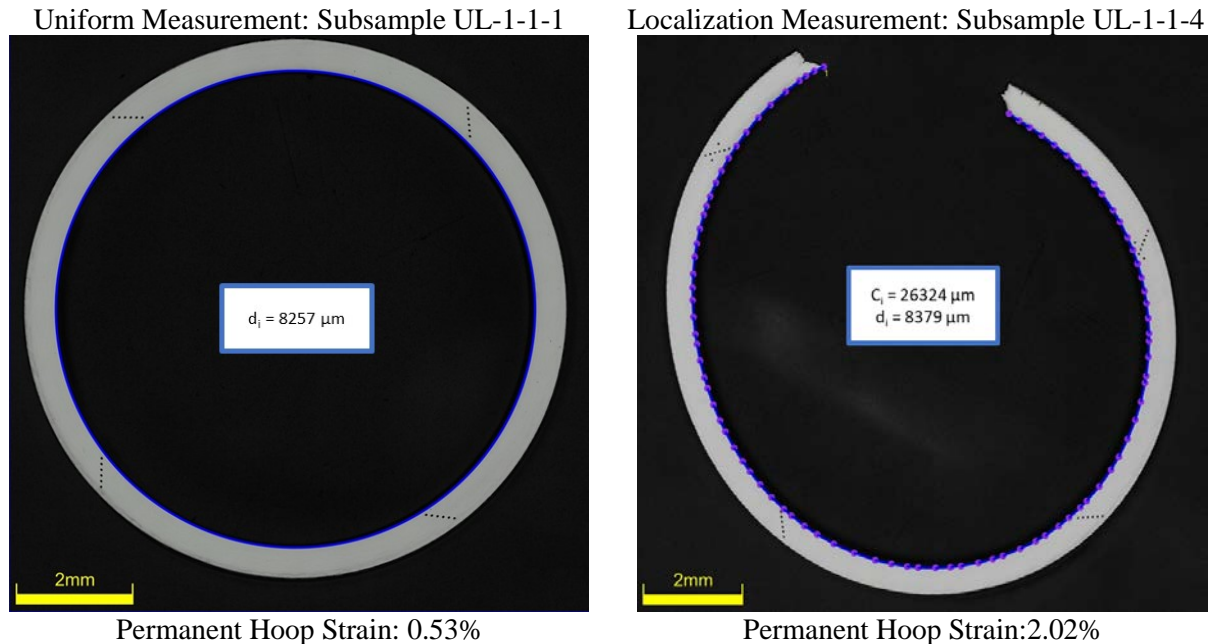 Uniform Measurement: Subsample UL-1-1-1
Localization Measurement: Subsample UL-1-1-4
dᵢ = 8257 µm
Cᵢ = 26324 µm
dᵢ = 8379 µm
2mm
2mm
Permanent Hoop Strain: 0.53%
Permanent Hoop Strain:2.02%